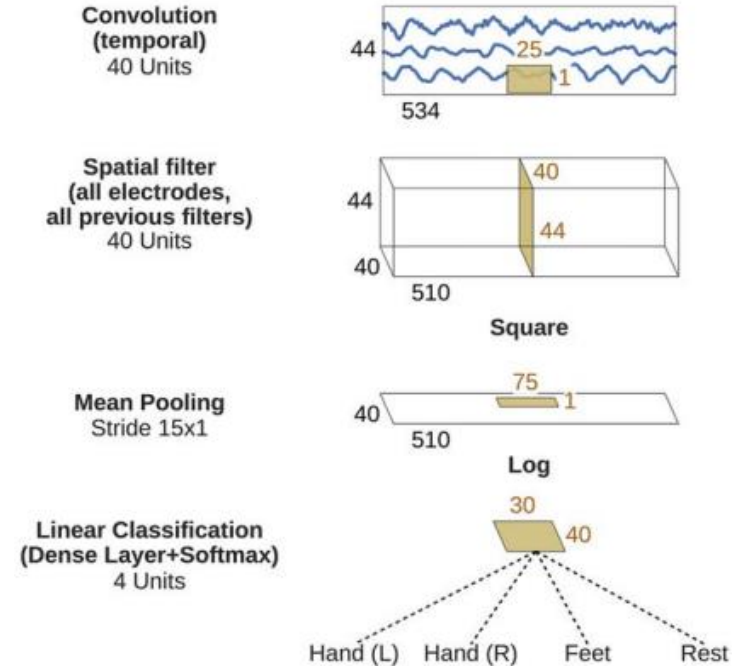 Convolution
(temporal)
40 Units
44
25
1
534
Spatial filter
(all electrodes,
all previous filters)
40 Units
44
40
40
44
510
Square
Mean Pooling
Stride 15x1
40
75
1
510
Log
Linear Classification
(Dense Layer+Softmax)
4 Units
30
40
Hand (L) Hand (R) Feet Rest